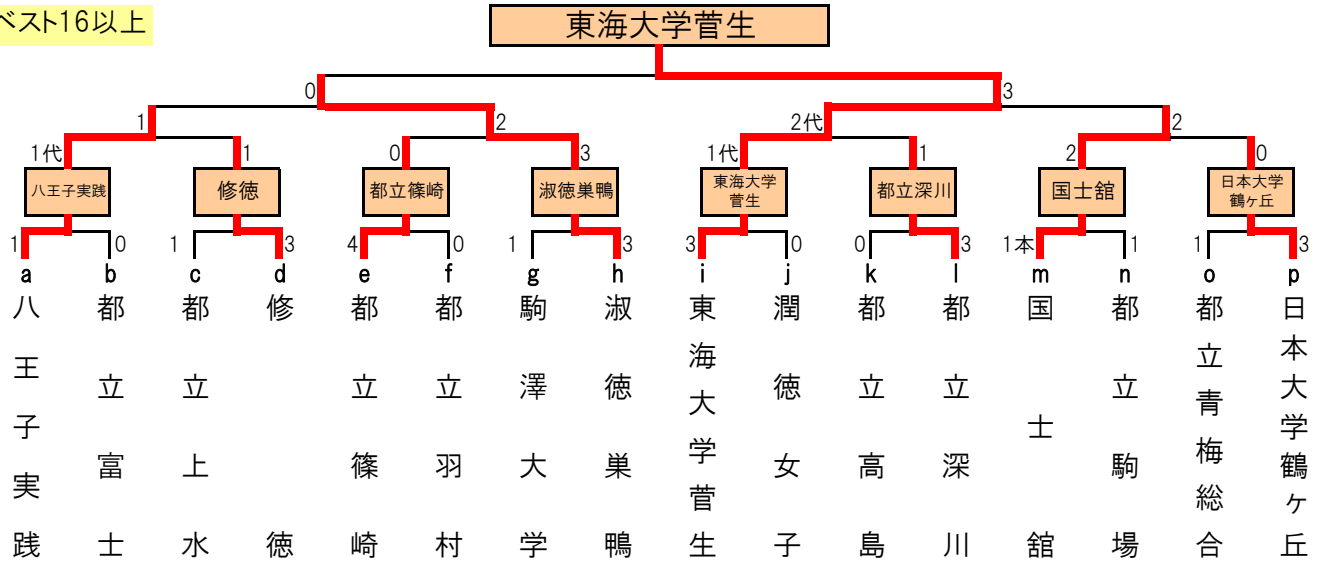 ベスト16以上
東海大学菅生
0
3
1
2
2代
2
1代
1
0
3
1代
1
2
0
八王子実践
修徳
都立篠崎
淑徳巣鴨
東海大学
菅生
都立深川
国士舘
日本大学
鶴ヶ丘
1
0
1
3
4
0
1
3
3
0
0
3
1本
1
1
3
a
b
c
d
e
f
g
h
i
j
k
l
m
n
o
p
八王子実践
都立富士
都立上水
修徳
都立篠崎
都立羽村
駒澤大学
淑徳巣鴨
東海大学菅生
潤徳女子
都立高島
都立深川
国士舘
都立駒場
都立青梅総合
日本大学鶴ヶ丘